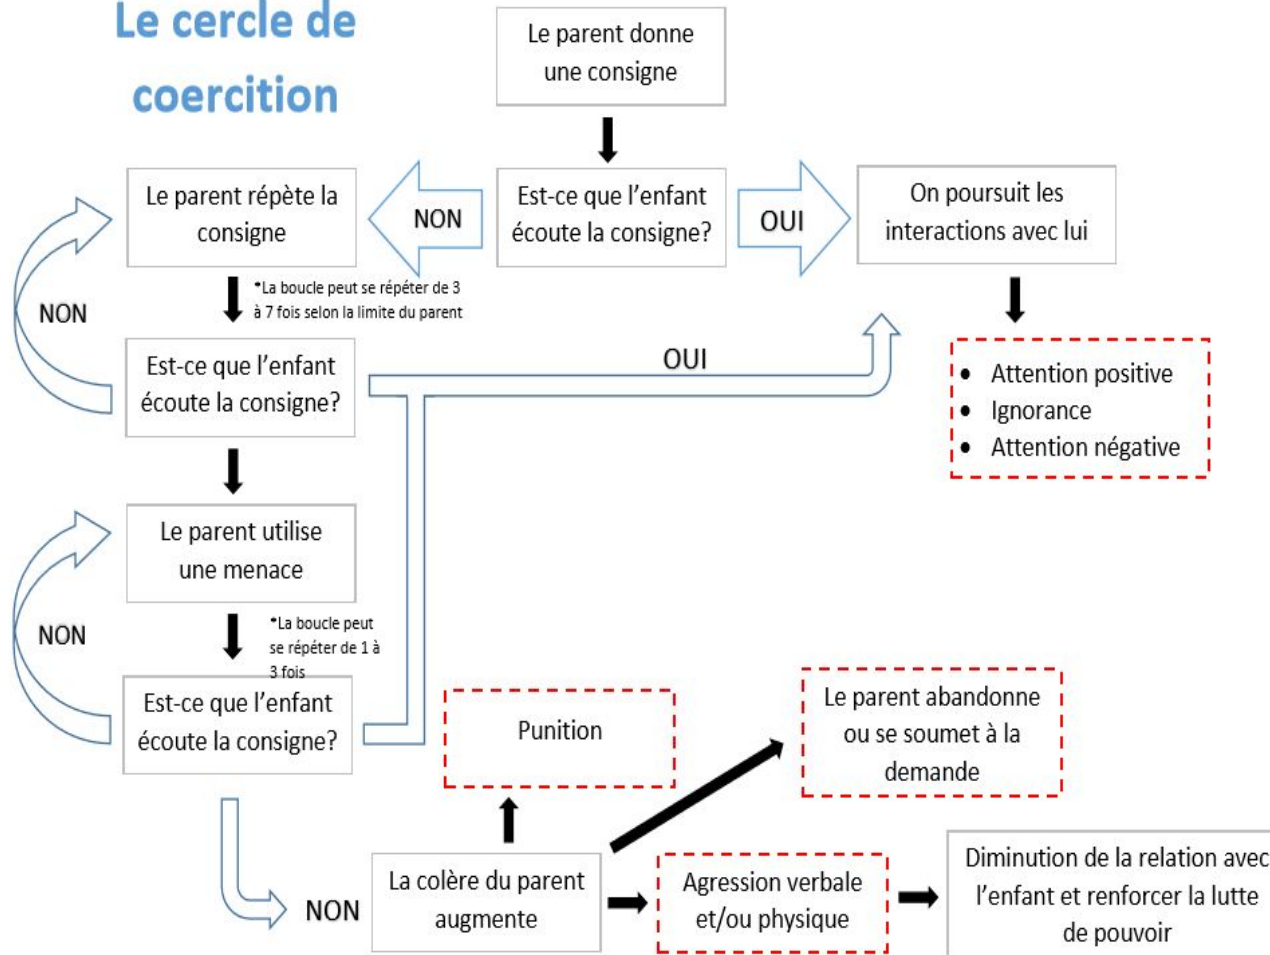 Le cercle de
coercition
Le parent donne
une consigne
Est-ce que l'enfant
écoute la consigne?
NON
OUI
Le parent répète la
consigne
On poursuit les
interactions avec lui
*La boucle peut se répéter de 3
à 7 fois selon la limite du parent
NON
Est-ce que l'enfant
écoute la consigne?
OUI
• Attention positive
• Ignorance
• Attention négative
Le parent utilise
une menace
*La boucle peut
se répéter de 1 à
3 fois
NON
Est-ce que l'enfant
écoute la consigne?
NON
La colère du parent
augmente
Punition
Le parent abandonne
ou se soumet à la
demande
Agression verbale
et/ou physique
Diminution de la relation avec
l'enfant et renforcer la lutte
de pouvoir